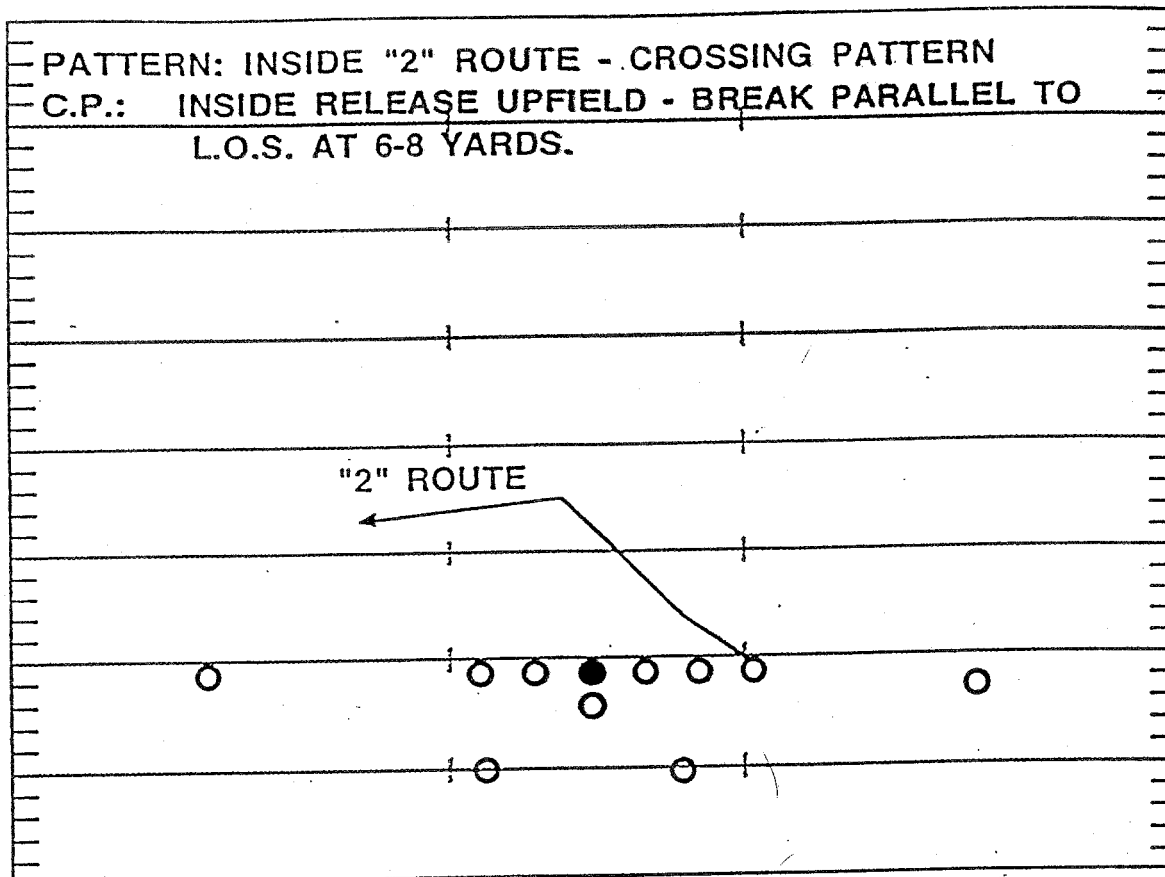 PATTERN: INSIDE "2" ROUTE - CROSSING PATTERN
C.P.: INSIDE RELEASE UPFIELD - BREAK PARALLEL TO
L.O.S. AT 6-8 YARDS.
"2" ROUTE